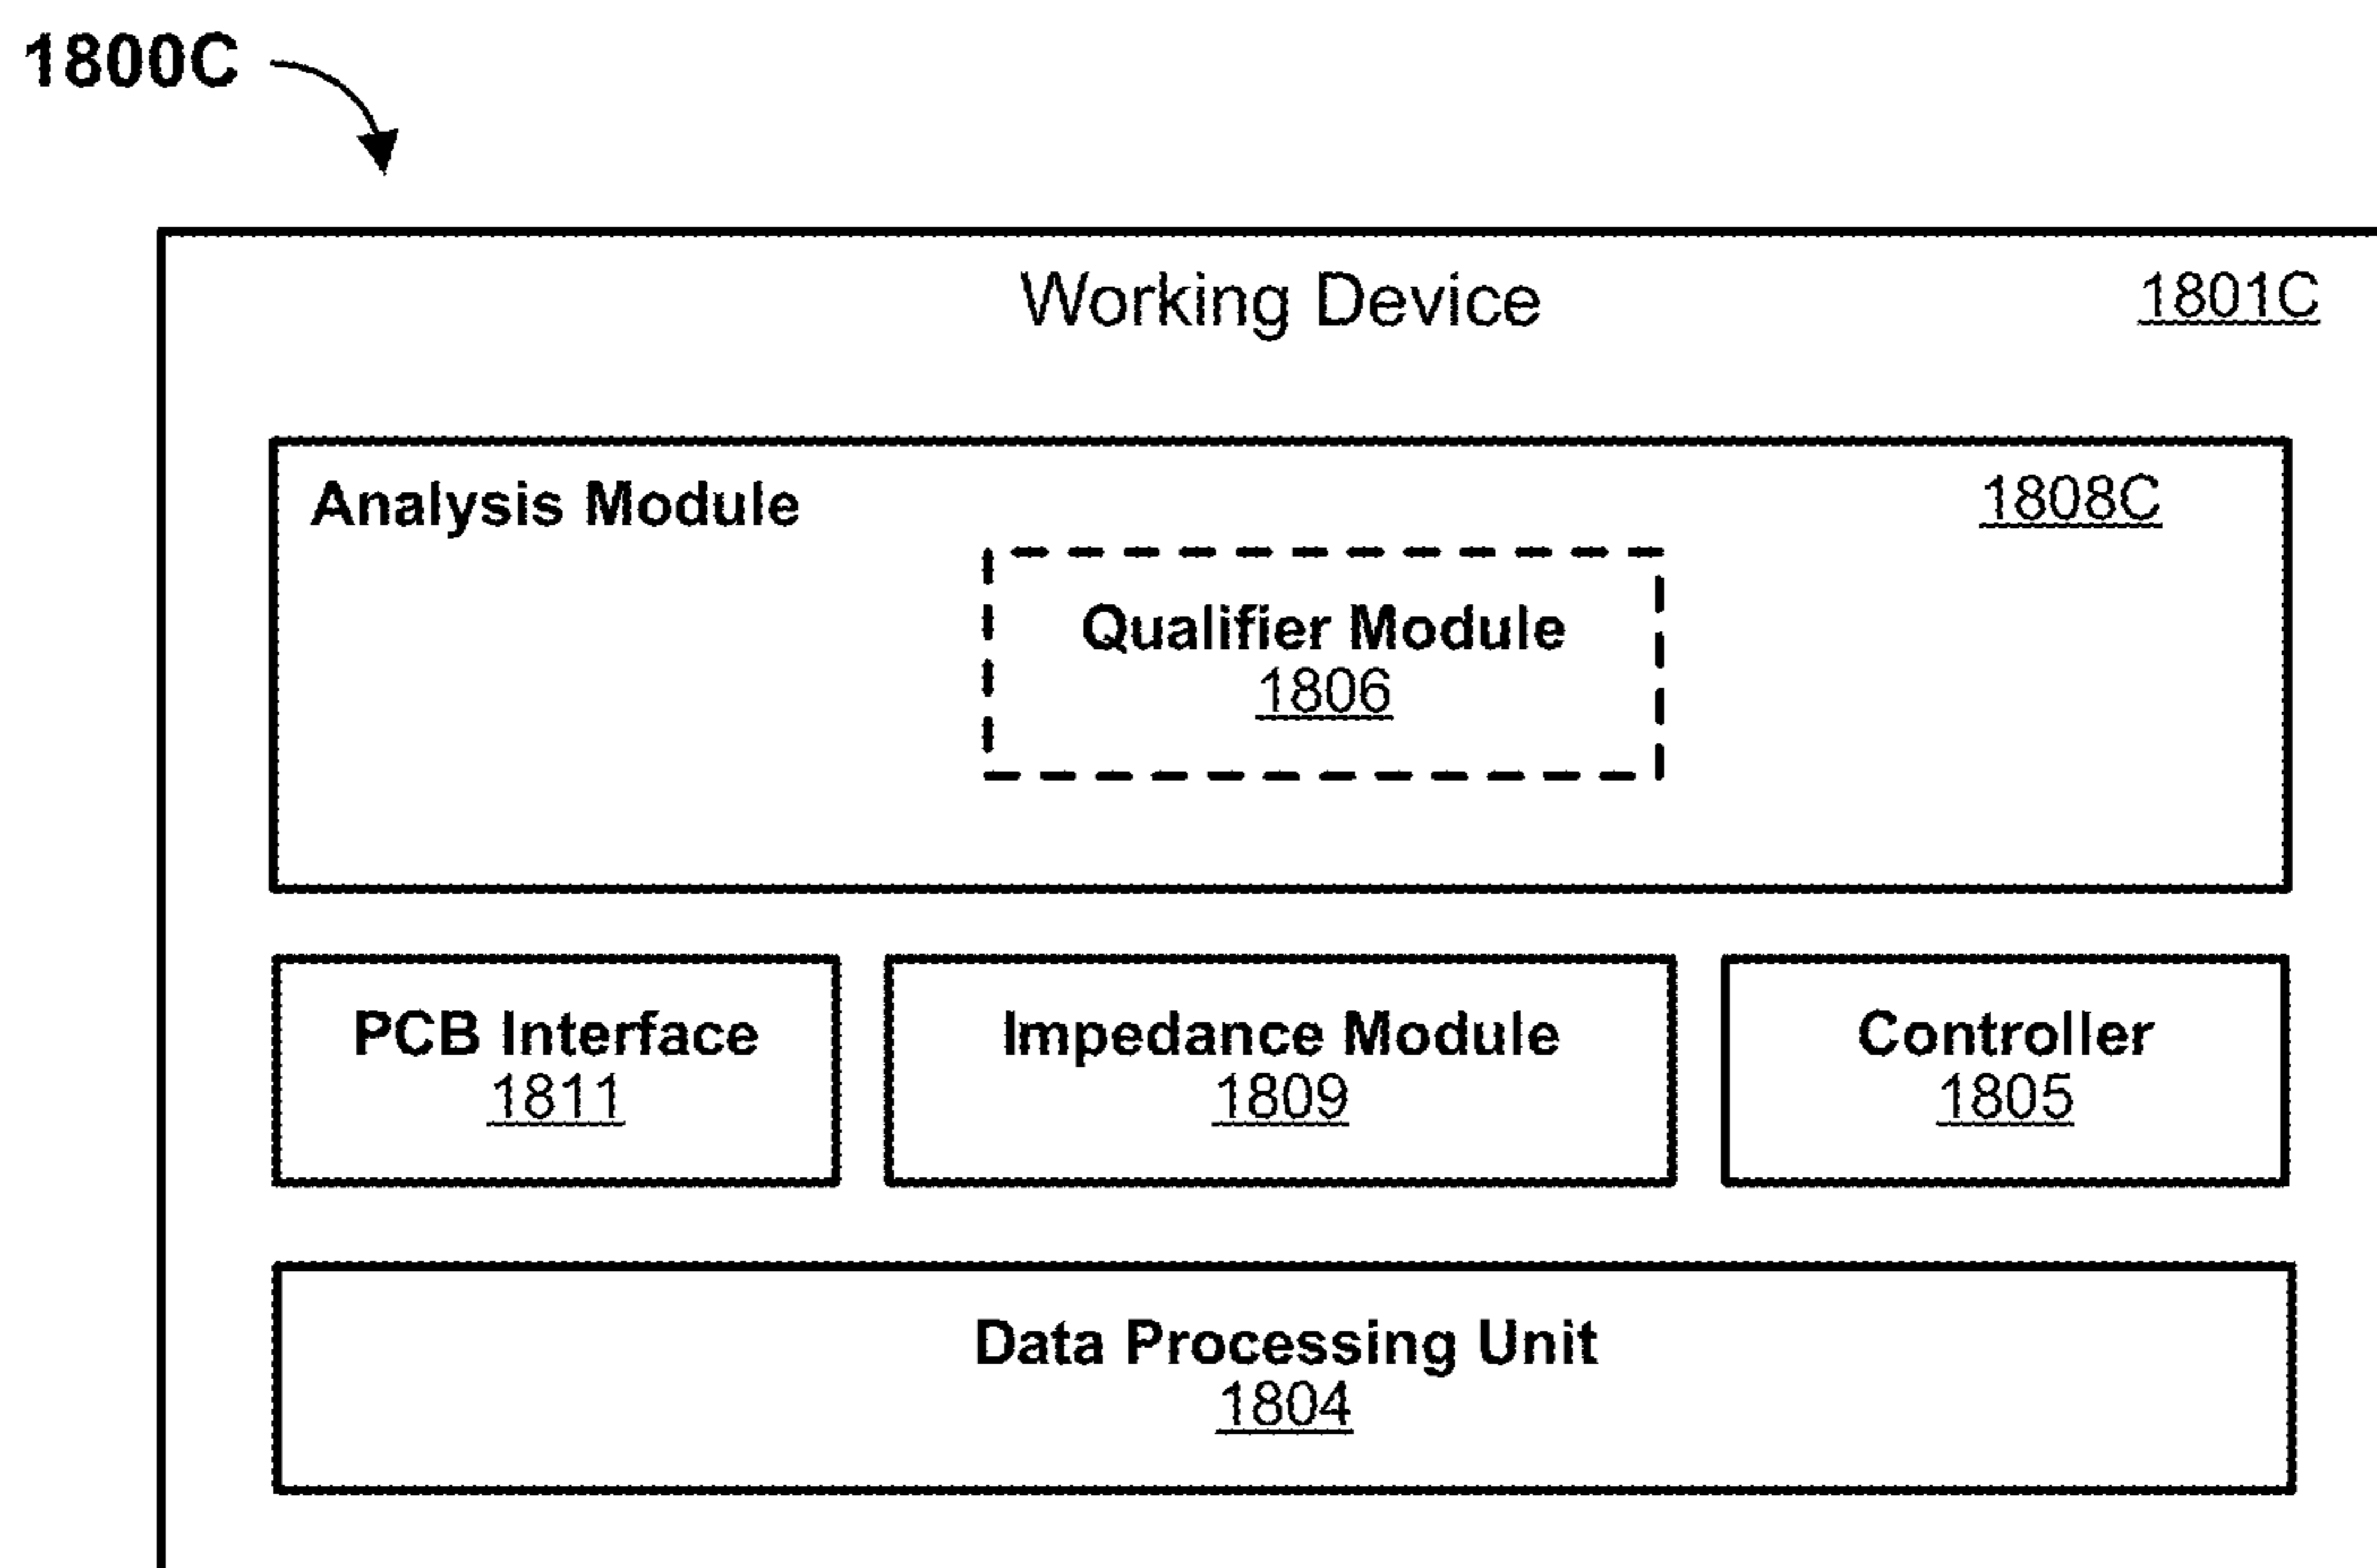 1800C
Working Device
1801C
Analysis Module
1808C
Qualifier Module
1806
PCB Interface
1811
Impedance Module
1809
Controller
1805
Data Processing Unit
1804